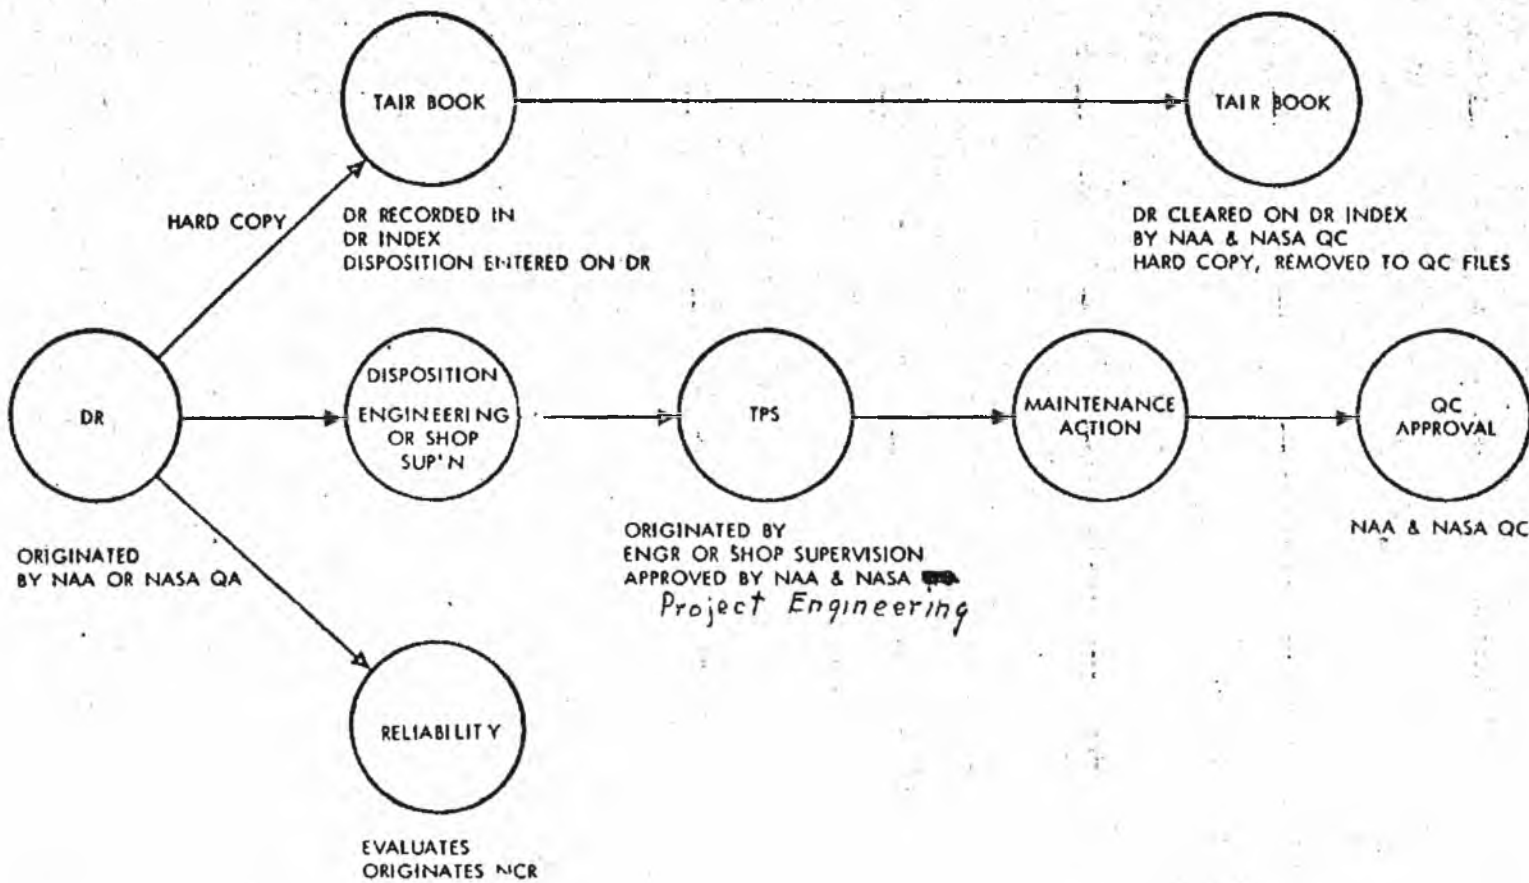 TAIR BOOK
TAIR BOOK
HARD COPY
DR RECORDED IN
DR INDEX
DISPOSITION ENTERED ON DR
DR CLEARED ON DR INDEX
BY NAA & NASA QC
HARD COPY, REMOVED TO QC FILES
DR
DISPOSITION
ENGINEERING
OR SHOP
SUP'N
TPS
MAINTENANCE
ACTION
QC
APPROVAL
ORIGINATED
BY NAA OR NASA QA
ORIGINATED BY
ENGR OR SHOP SUPERVISION
APPROVED BY NAA & NASA
Project Engineering
NAA & NASA QC
RELIABILITY
EVALUATES
ORIGINATES NCR